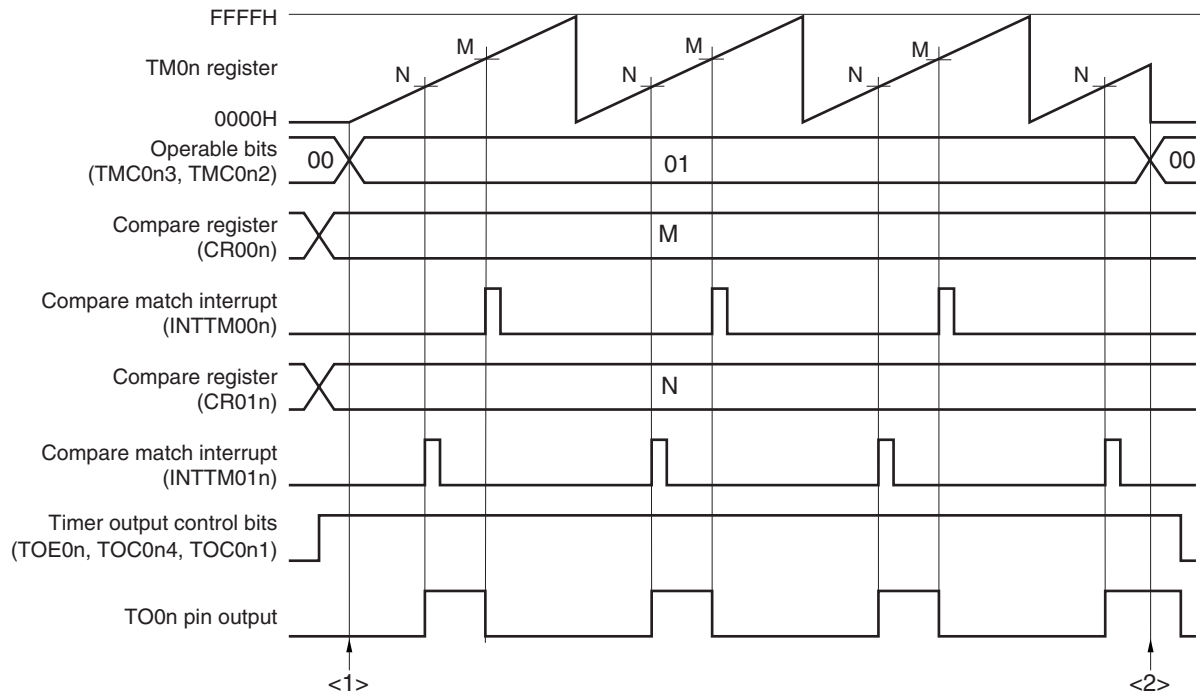 FFFFH
M M M
TM0n register N N N N
0000H
Operable bits
(TMC0n3, TMC0n2) 00 01 00
Compare register
(CR00n) M
Compare match interrupt
(INTTM00n)
Compare register
(CR01n) N
Compare match interrupt
(INTTM01n)
Timer output control bits
(TOE0n, TOC0n4, TOC0n1)
TO0n pin output
<1> <2>